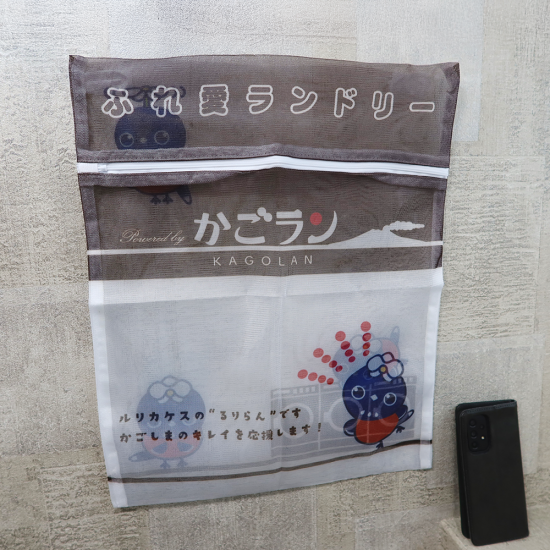 ふれ愛ランドリー
Powered by かごラン
KAGOLAN
ルリカケスの"るりらん"です
かごしまのキレイを応援します！